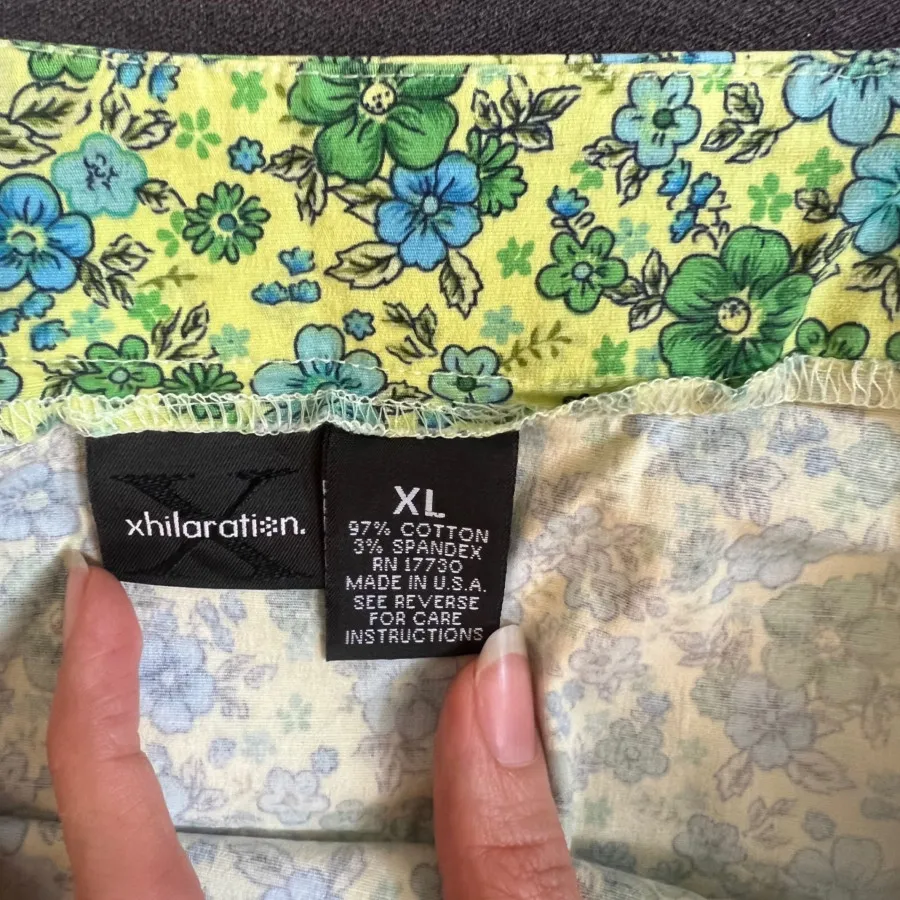 X
xhilaration.
XL
97% COTTON
3% SPANDEX
RN 17730
MADE IN U.S.A.
SEE REVERSE
FOR CARE
INSTRUCTIONS